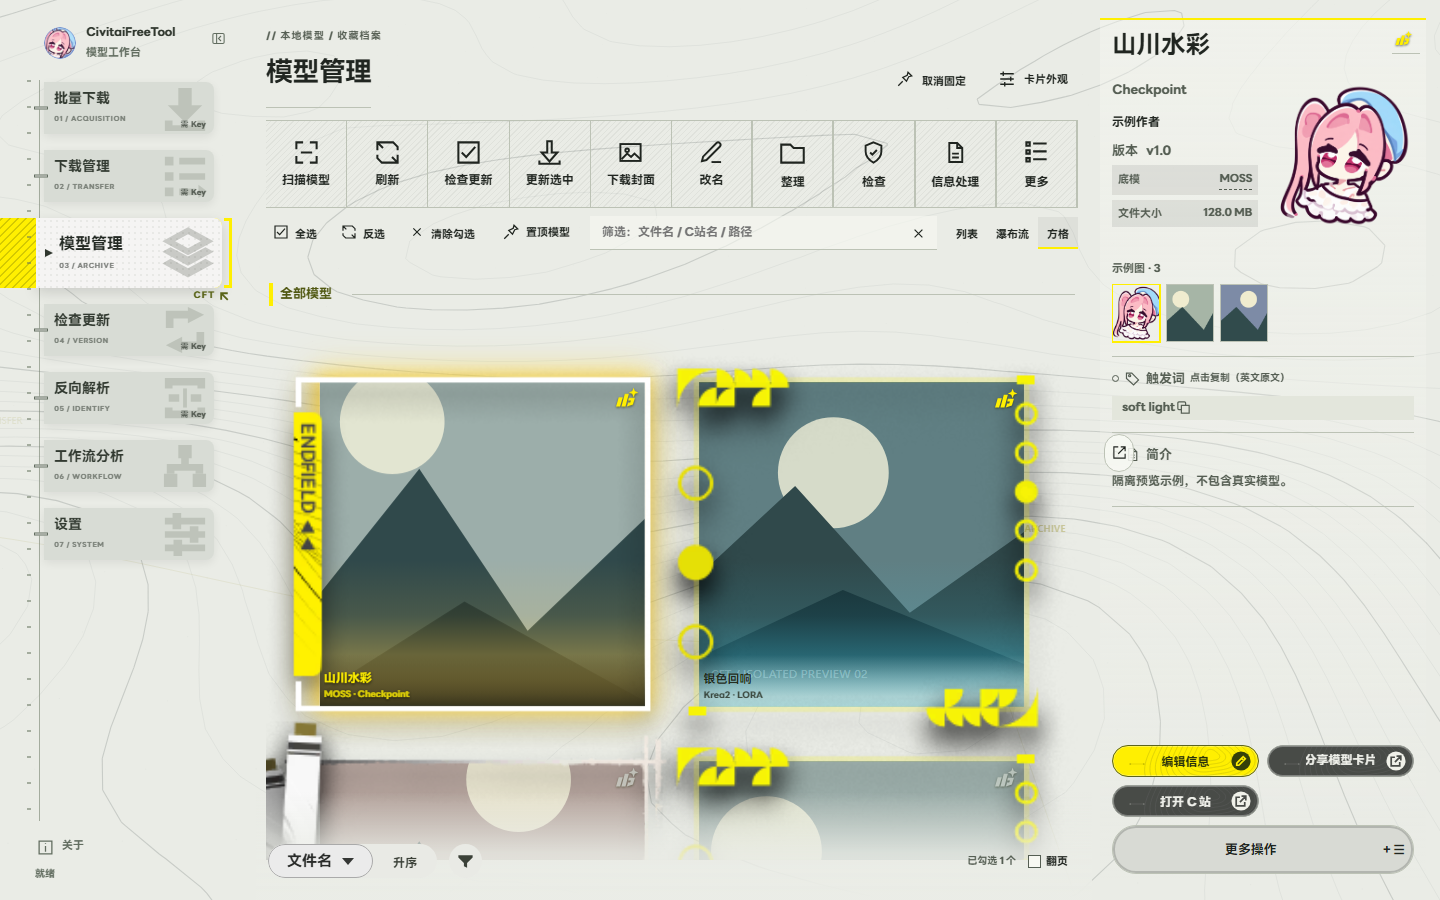 CivitaiFreeTool
模型工作台
批量下载
01 / ACQUISITION
需 Key
下载管理
02 / TRANSFER
需 Key
模型管理
03 / ARCHIVE
CFT
检查更新
04 / VERSION
需 Key
反向解析
05 / IDENTIFY
需 Key
工作流分析
06 / WORKFLOW
设置
07 / SYSTEM
关于
就绪
// 本地模型 / 收藏档案
模型管理
取消固定
卡片外观
扫描模型
刷新
检查更新
更新选中
下载封面
改名
整理
检查
信息处理
更多
全选
反选
清除勾选
置顶模型
筛选：文件名 / C站名 / 路径
列表
瀑布流
方格
全部模型
ENDFIELD
山川水彩
MOSS · Checkpoint
ISOLATED PREVIEW 02
银色回响
Krea2 · LORA
ARCHIVE
文件名
升序
已勾选 1 个
翻页
山川水彩
Checkpoint
示例作者
版本 v1.0
底模 MOSS
文件大小 128.0 MB
示例图 · 3
触发词 点击复制（英文原文）
soft light
简介
隔离预览示例，不包含真实模型。
编辑信息
分享模型卡片
打开 C 站
更多操作